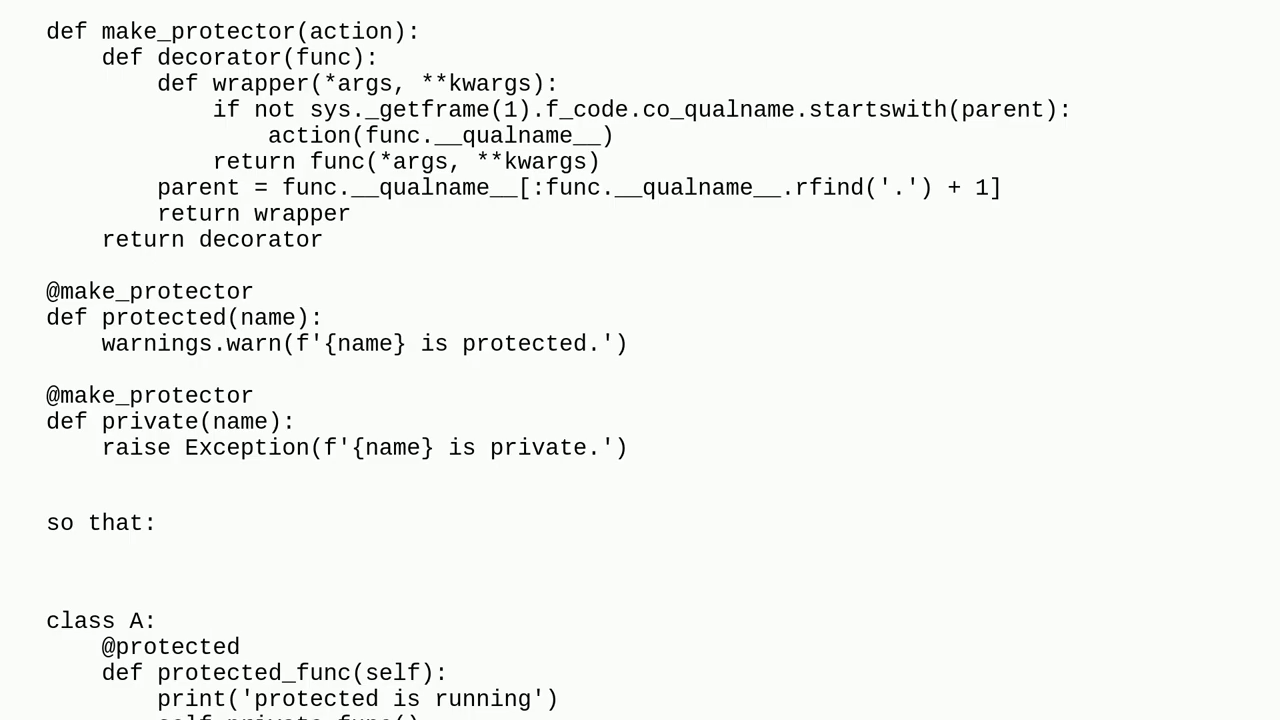 def make_protector(action):
    def decorator(func):
        def wrapper(*args, **kwargs):
            if not sys._getframe(1).f_code.co_qualname.startswith(parent):
                action(func.__qualname__)
            return func(*args, **kwargs)
        parent = func.__qualname__[:func.__qualname__.rfind('.') + 1]
        return wrapper
    return decorator
@make_protector
def protected(name):
    warnings.warn(f'{name} is protected.')
@make_protector
def private(name):
    raise Exception(f'{name} is private.')
so that:
class A:
    @protected
    def protected_func(self):
        print('protected is running')
        self.private_func()